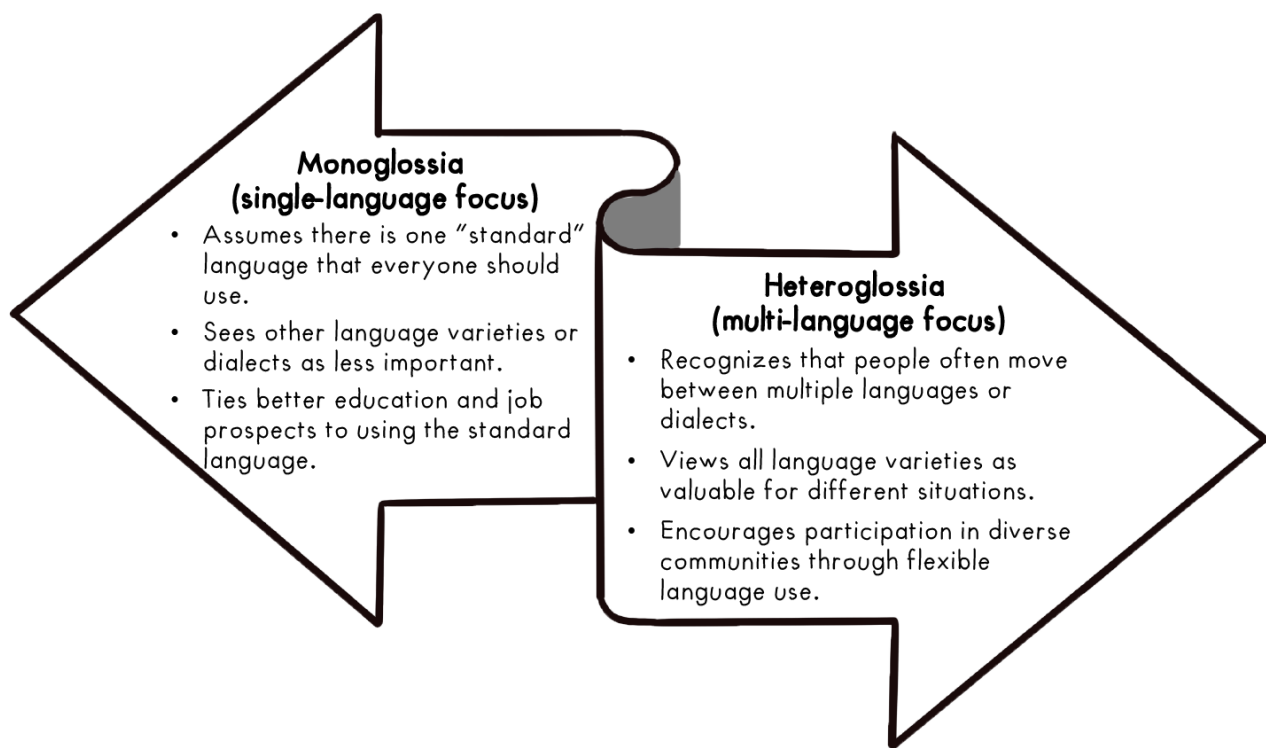 Monoglossia
(single-language focus)
• Assumes there is one "standard"
language that everyone should
use.
• Sees other language varieties or
dialects as less important.
• Ties better education and job
prospects to using the standard
language.
Heteroglossia
(multi-language focus)
• Recognizes that people often move
between multiple languages or
dialects.
• Views all language varieties as
valuable for different situations.
• Encourages participation in diverse
communities through flexible
language use.